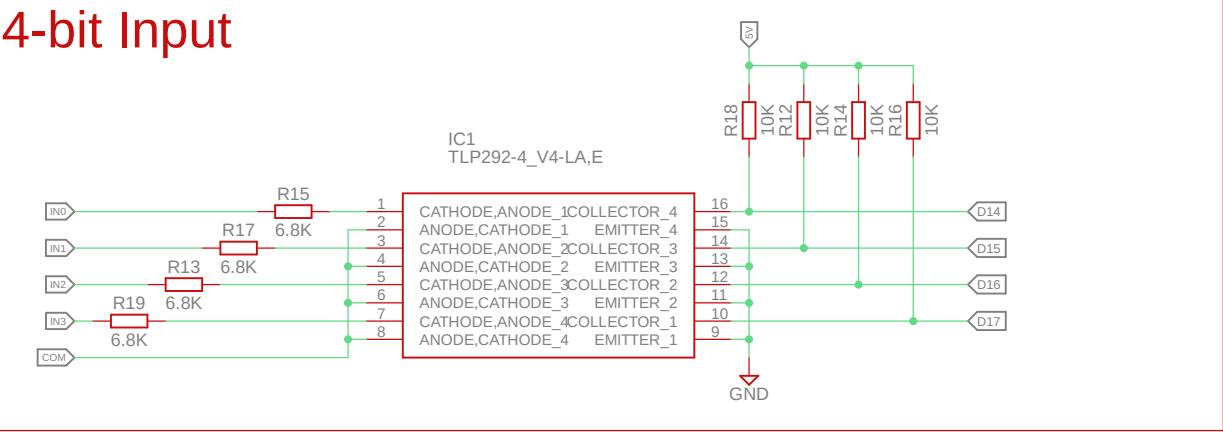 4-bit Input
5V
R18
10K
R12
10K
R14
10K
R16
10K
IC1
TLP292-4_V4-LA,E
IN0
R15
6.8K
IN1
R17
6.8K
IN2
R13
6.8K
IN3
R19
6.8K
COM
1 CATHODE,ANODE_1 COLLECTOR_4 16
2 ANODE,CATHODE_1 EMITTER_4 15
3 CATHODE,ANODE_2 COLLECTOR_3 14
4 ANODE,CATHODE_2 EMITTER_3 13
5 CATHODE,ANODE_3 COLLECTOR_2 12
6 ANODE,CATHODE_3 EMITTER_2 11
7 CATHODE,ANODE_4 COLLECTOR_1 10
8 ANODE,CATHODE_4 EMITTER_1 9
D14
D15
D16
D17
GND